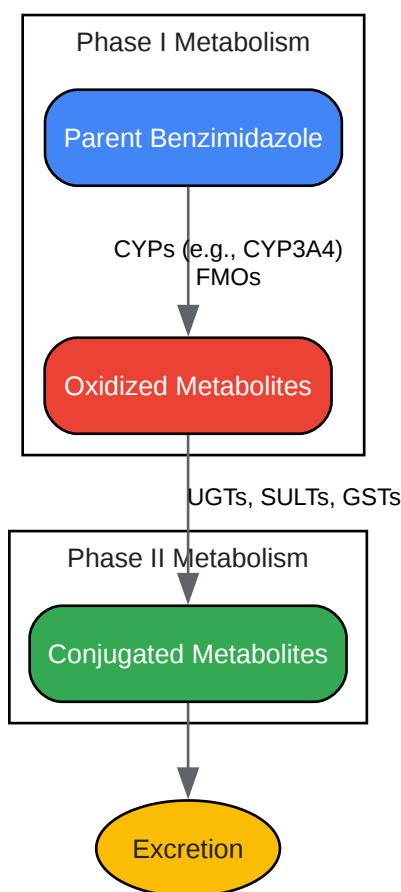 Phase I Metabolism
Parent Benzimidazole
CYPs (e.g., CYP3A4)
FMOs
Oxidized Metabolites
UGTs, SULTs, GSTs
Phase II Metabolism
Conjugated Metabolites
Excretion